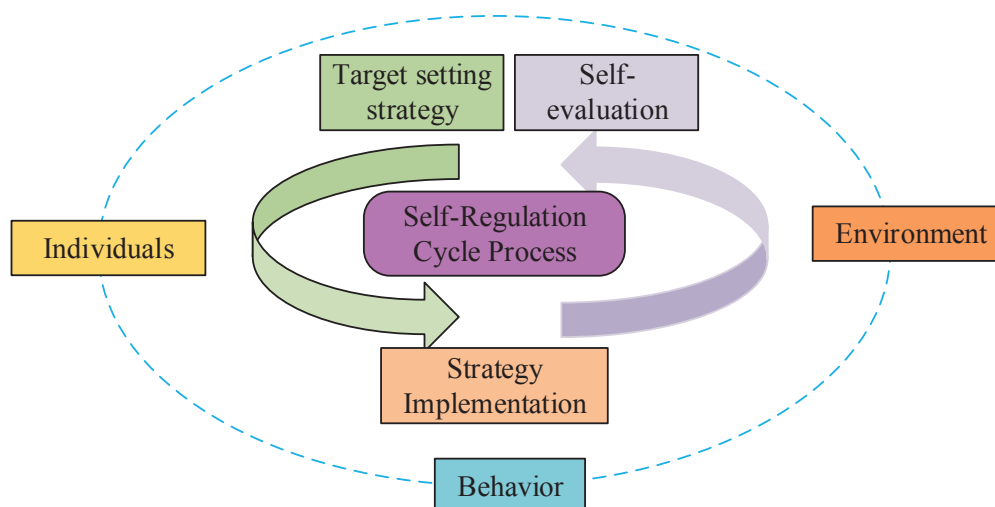 Target setting
strategy
Self-
evaluation
Self-Regulation
Cycle Process
Individuals
Environment
Strategy
Implementation
Behavior